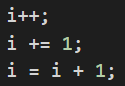 i++;
i += 1;
i = i + 1;